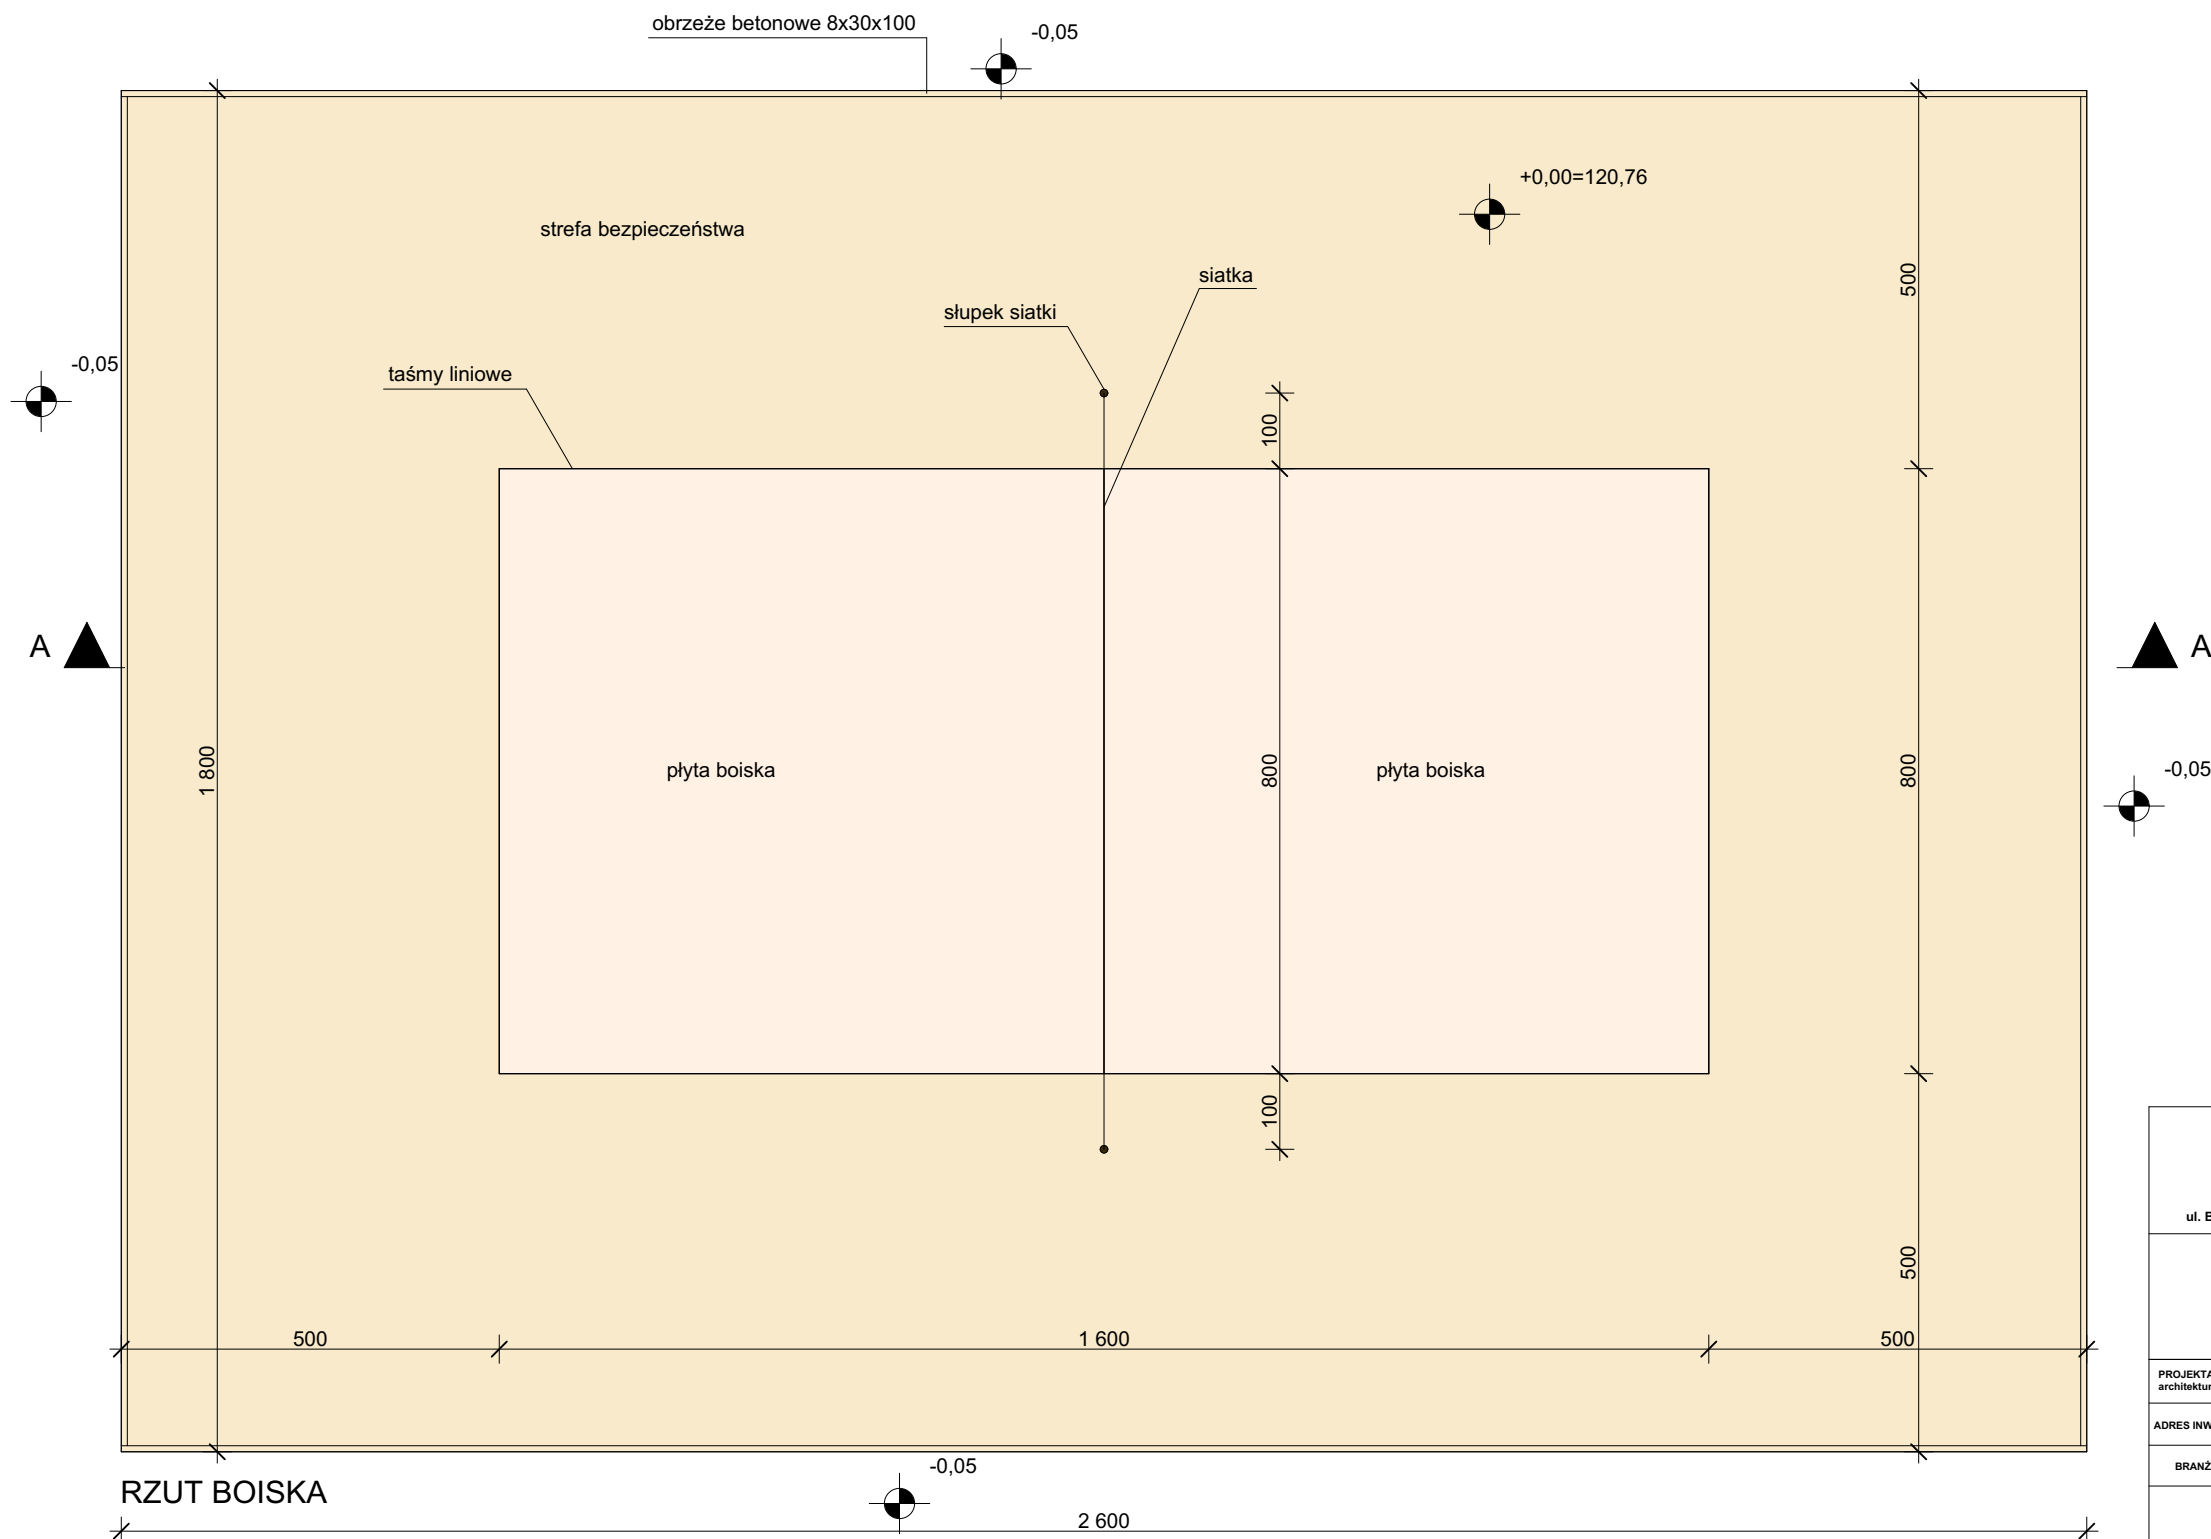 obrzeże betonowe 8x30x100
-0,05
+0,00=120,76
strefa bezpieczeństwa
siatka
500
słupek siatki
-0,05
taśmy liniowe
100
A
A
1 800
płyta boiska
800
płyta boiska
800
-0,05
100
ul.
500
500
1 600
500
ADRES
-0,05
RZUT BOISKA
2 600